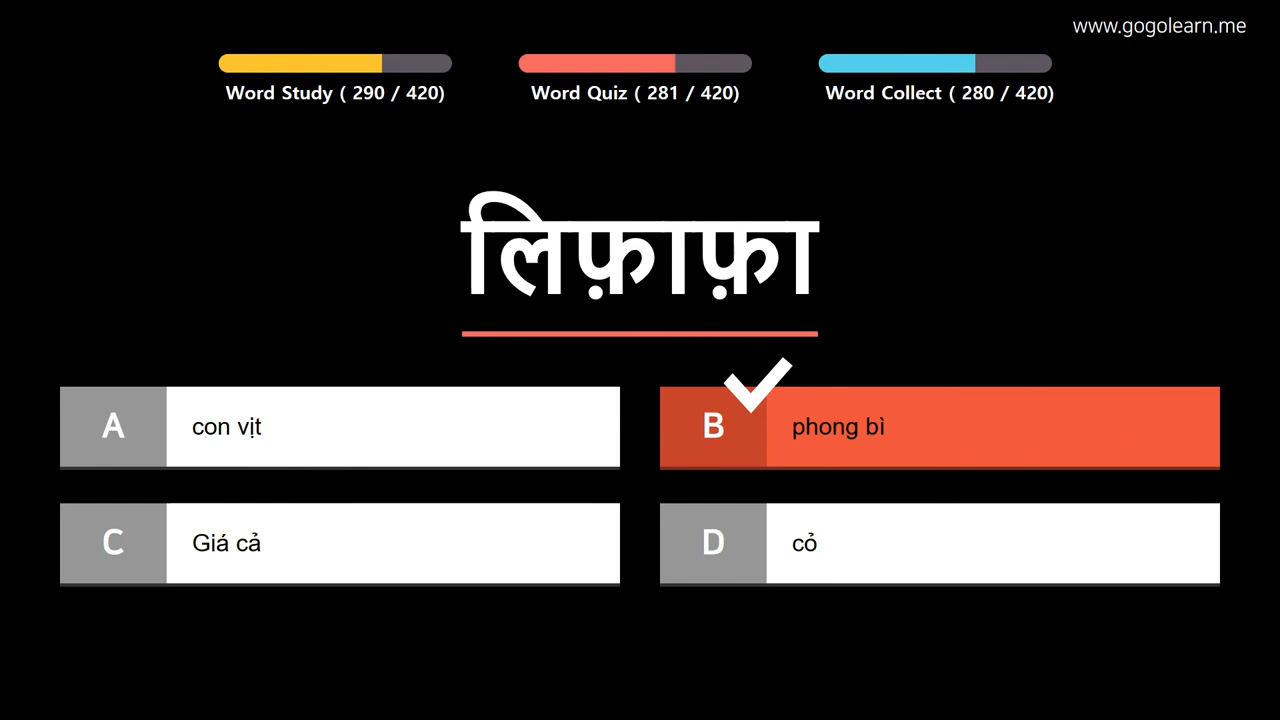 www.gogolearn.me
Word Study ( 290 / 420)
Word Quiz ( 281 / 420)
Word Collect ( 280 / 420)
लिफ़ाफ़ा
A
con vịt
B
phong bì
C
Giá cả
D
cỏ